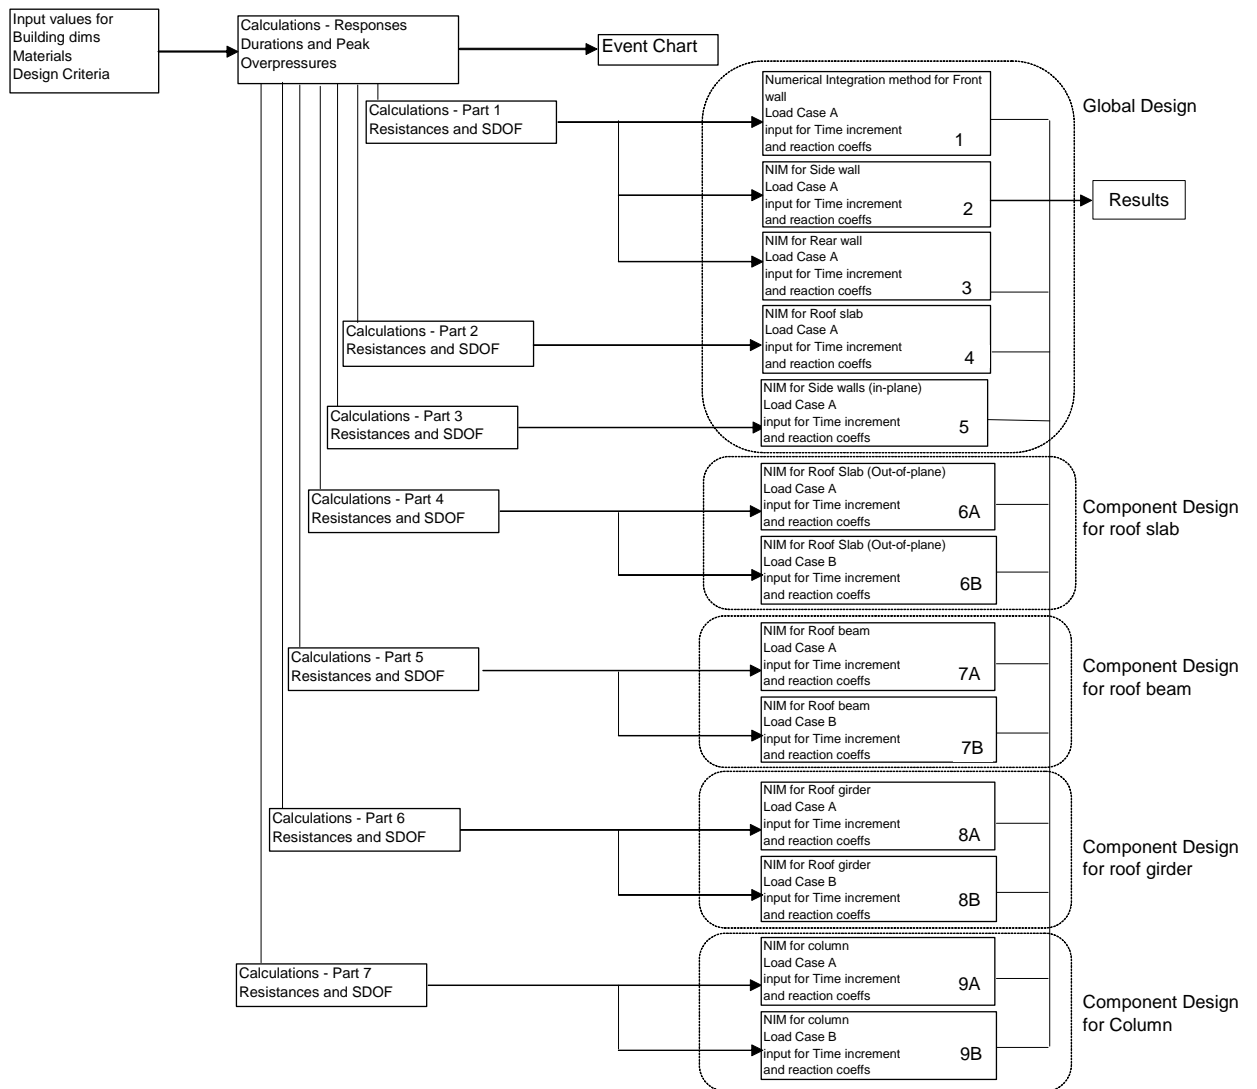 Input values for
Building dims
Materials
Design Criteria
Calculations - Responses
Durations and Peak
Overpressures
Event Chart
Calculations - Part 1
Resistances and SDOF
Numerical Integration method for Front
wall
Load Case A
input for Time increment
and reaction coeffs
1
Global Design
NIM for Side wall
Load Case A
input for Time increment
and reaction coeffs
2
Results
NIM for Rear wall
Load Case A
input for Time increment
and reaction coeffs
3
Calculations - Part 2
Resistances and SDOF
NIM for Roof slab
Load Case A
input for Time increment
and reaction coeffs
4
Calculations - Part 3
Resistances and SDOF
NIM for Side walls (in-plane)
Load Case A
input for Time increment
and reaction coeffs
5
Calculations - Part 4
Resistances and SDOF
NIM for Roof Slab (Out-of-plane)
Load Case A
input for Time increment
and reaction coeffs
6A
Component Design
for roof slab
NIM for Roof Slab (Out-of-plane)
Load Case B
input for Time increment
and reaction coeffs
6B
Calculations - Part 5
Resistances and SDOF
NIM for Roof beam
Load Case A
input for Time increment
and reaction coeffs
7A
Component Design
for roof beam
NIM for Roof beam
Load Case B
input for Time increment
and reaction coeffs
7B
Calculations - Part 6
Resistances and SDOF
NIM for Roof girder
Load Case A
input for Time increment
and reaction coeffs
8A
Component Design
for roof girder
NIM for Roof girder
Load Case B
input for Time increment
and reaction coeffs
8B
Calculations - Part 7
Resistances and SDOF
NIM for column
Load Case A
input for Time increment
and reaction coeffs
9A
Component Design
for Column
NIM for column
Load Case B
input for Time increment
and reaction coeffs
9B